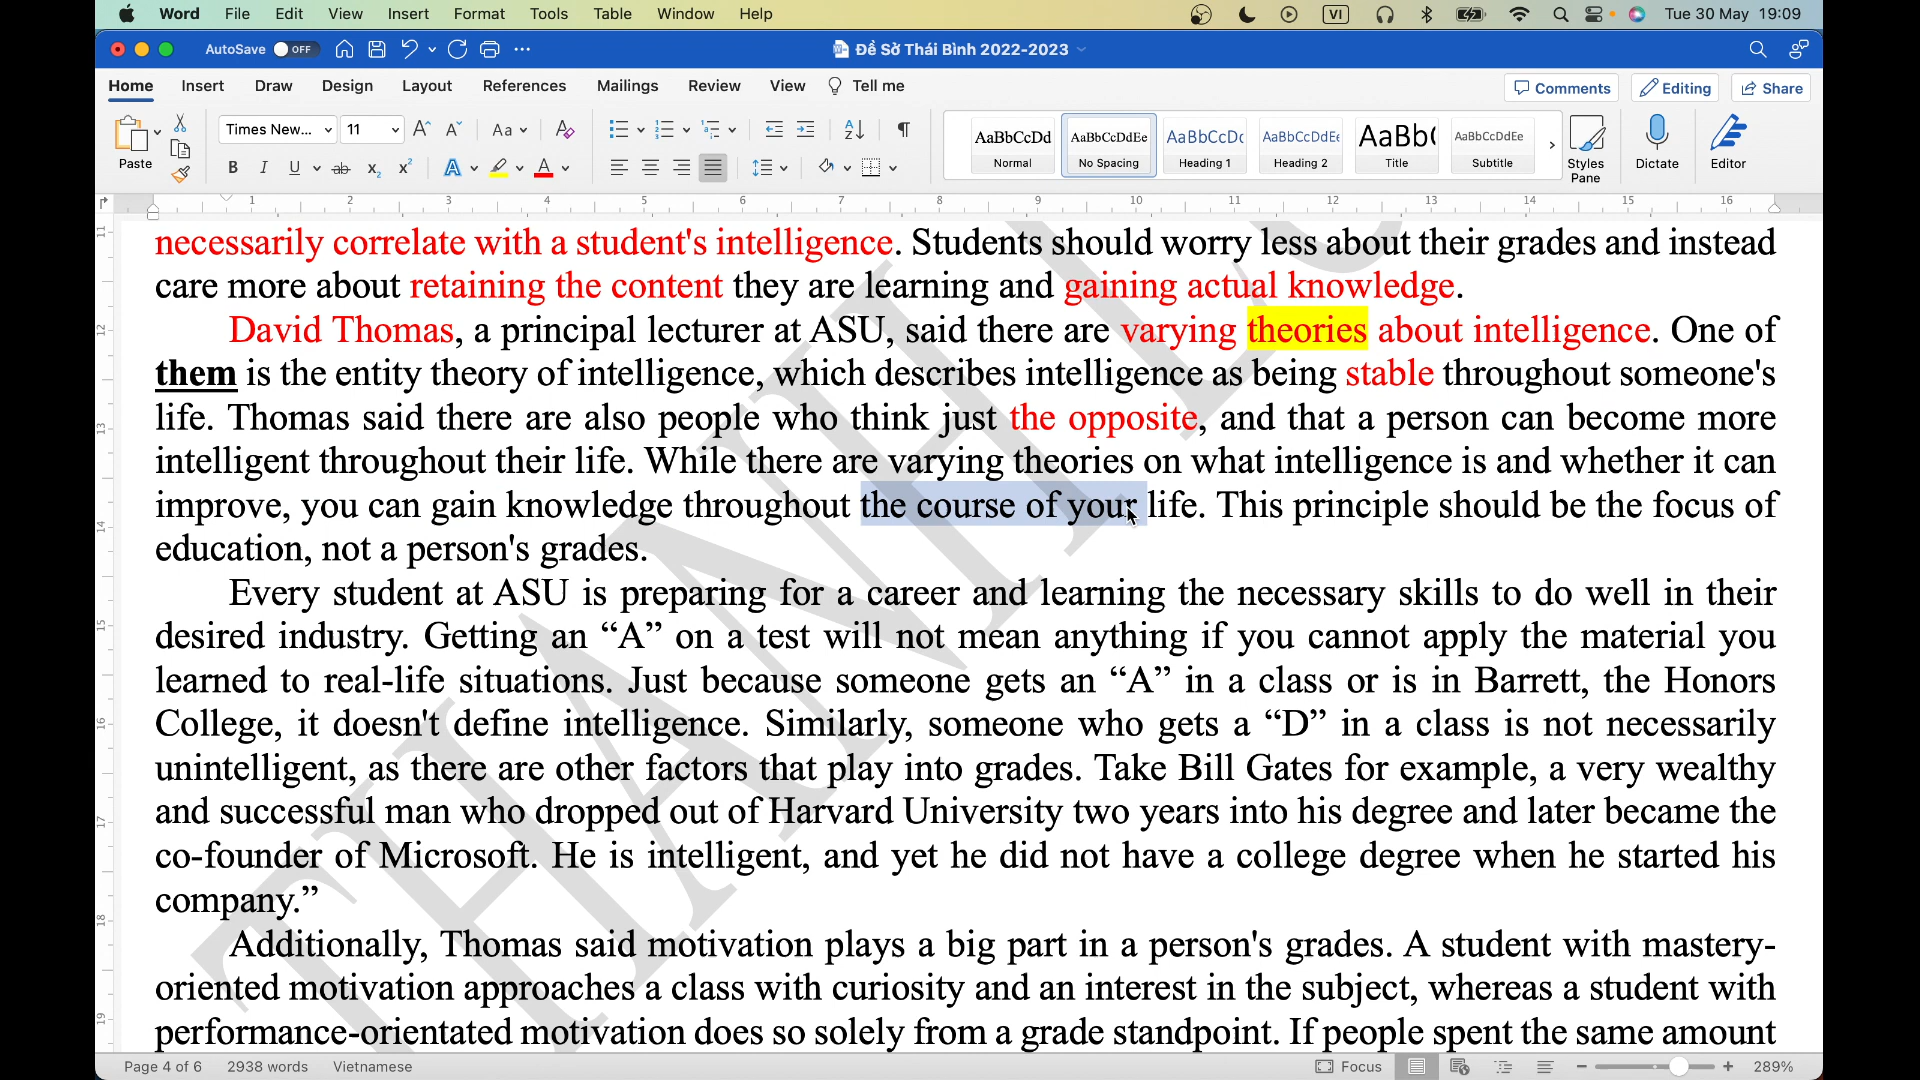 Word File Edit View Insert Format Tools Table Window Help VI Tue 30 May 19:09
AutoSave OFF Đề Sở Thái Bình 2022-2023
Home Insert Draw Design Layout References Mailings Review View Tell me Comments Editing Share
Paste Times New... 11 Aa
AaBbCcDd AaBbCcDdEe AaBbCcDc AaBbCcDdEe AaBb( AaBbCcDdEe
Normal No Spacing Heading 1 Heading 2 Title Subtitle Styles Pane Dictate Editor
1 2 3 4 5 6 7 8 9 10 11 12 13 14 15 16
necessarily correlate with a student's intelligence. Students should worry less about their grades and instead
care more about retaining the content they are learning and gaining actual knowledge.
David Thomas, a principal lecturer at ASU, said there are varying theories about intelligence. One of
them is the entity theory of intelligence, which describes intelligence as being stable throughout someone's
life. Thomas said there are also people who think just the opposite, and that a person can become more
intelligent throughout their life. While there are varying theories on what intelligence is and whether it can
improve, you can gain knowledge throughout the course of your life. This principle should be the focus of
education, not a person's grades.
Every student at ASU is preparing for a career and learning the necessary skills to do well in their
desired industry. Getting an “A” on a test will not mean anything if you cannot apply the material you
learned to real-life situations. Just because someone gets an “A” in a class or is in Barrett, the Honors
College, it doesn't define intelligence. Similarly, someone who gets a “D” in a class is not necessarily
unintelligent, as there are other factors that play into grades. Take Bill Gates for example, a very wealthy
and successful man who dropped out of Harvard University two years into his degree and later became the
co-founder of Microsoft. He is intelligent, and yet he did not have a college degree when he started his
company.”
Additionally, Thomas said motivation plays a big part in a person's grades. A student with mastery-
oriented motivation approaches a class with curiosity and an interest in the subject, whereas a student with
performance-orientated motivation does so solely from a grade standpoint. If people spent the same amount
Page 4 of 6 2938 words Vietnamese Focus 289%